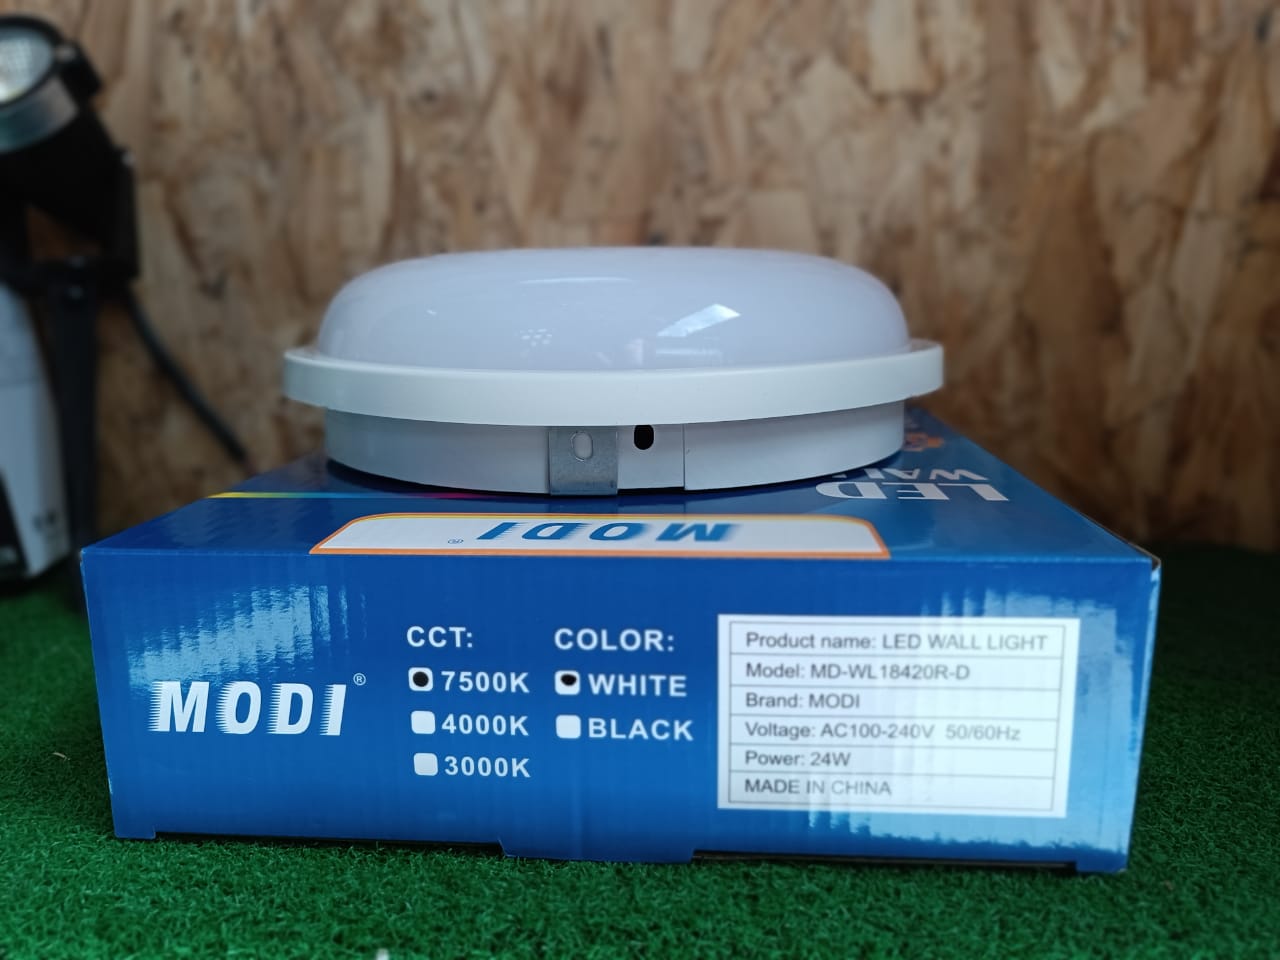 LED
WALL
MODI®
MODI®
CCT:
7500K
4000K
3000K
COLOR:
WHITE
BLACK
Product name: LED WALL LIGHT
Model: MD-WL18420R-D
Brand: MODI
Voltage: AC100-240V 50/60Hz
Power: 24W
MADE IN CHINA